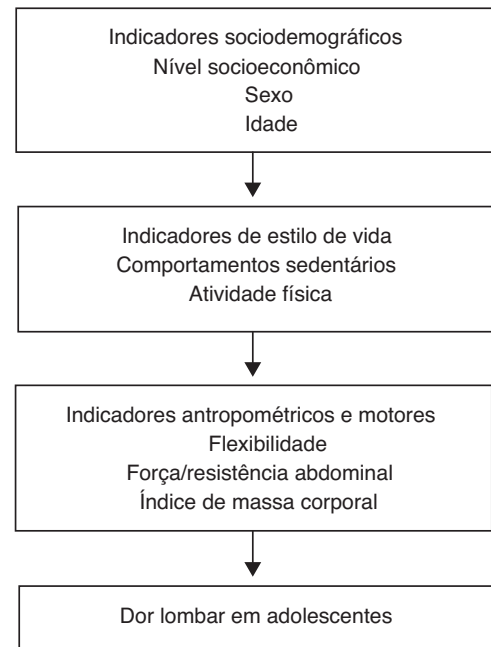 Indicadores sociodemográficos
Nível socioeconômico
Sexo
Idade
Indicadores de estilo de vida
Comportamentos sedentários
Atividade física
Indicadores antropométricos e motores
Flexibilidade
Força/resistência abdominal
Índice de massa corporal
Dor lombar em adolescentes